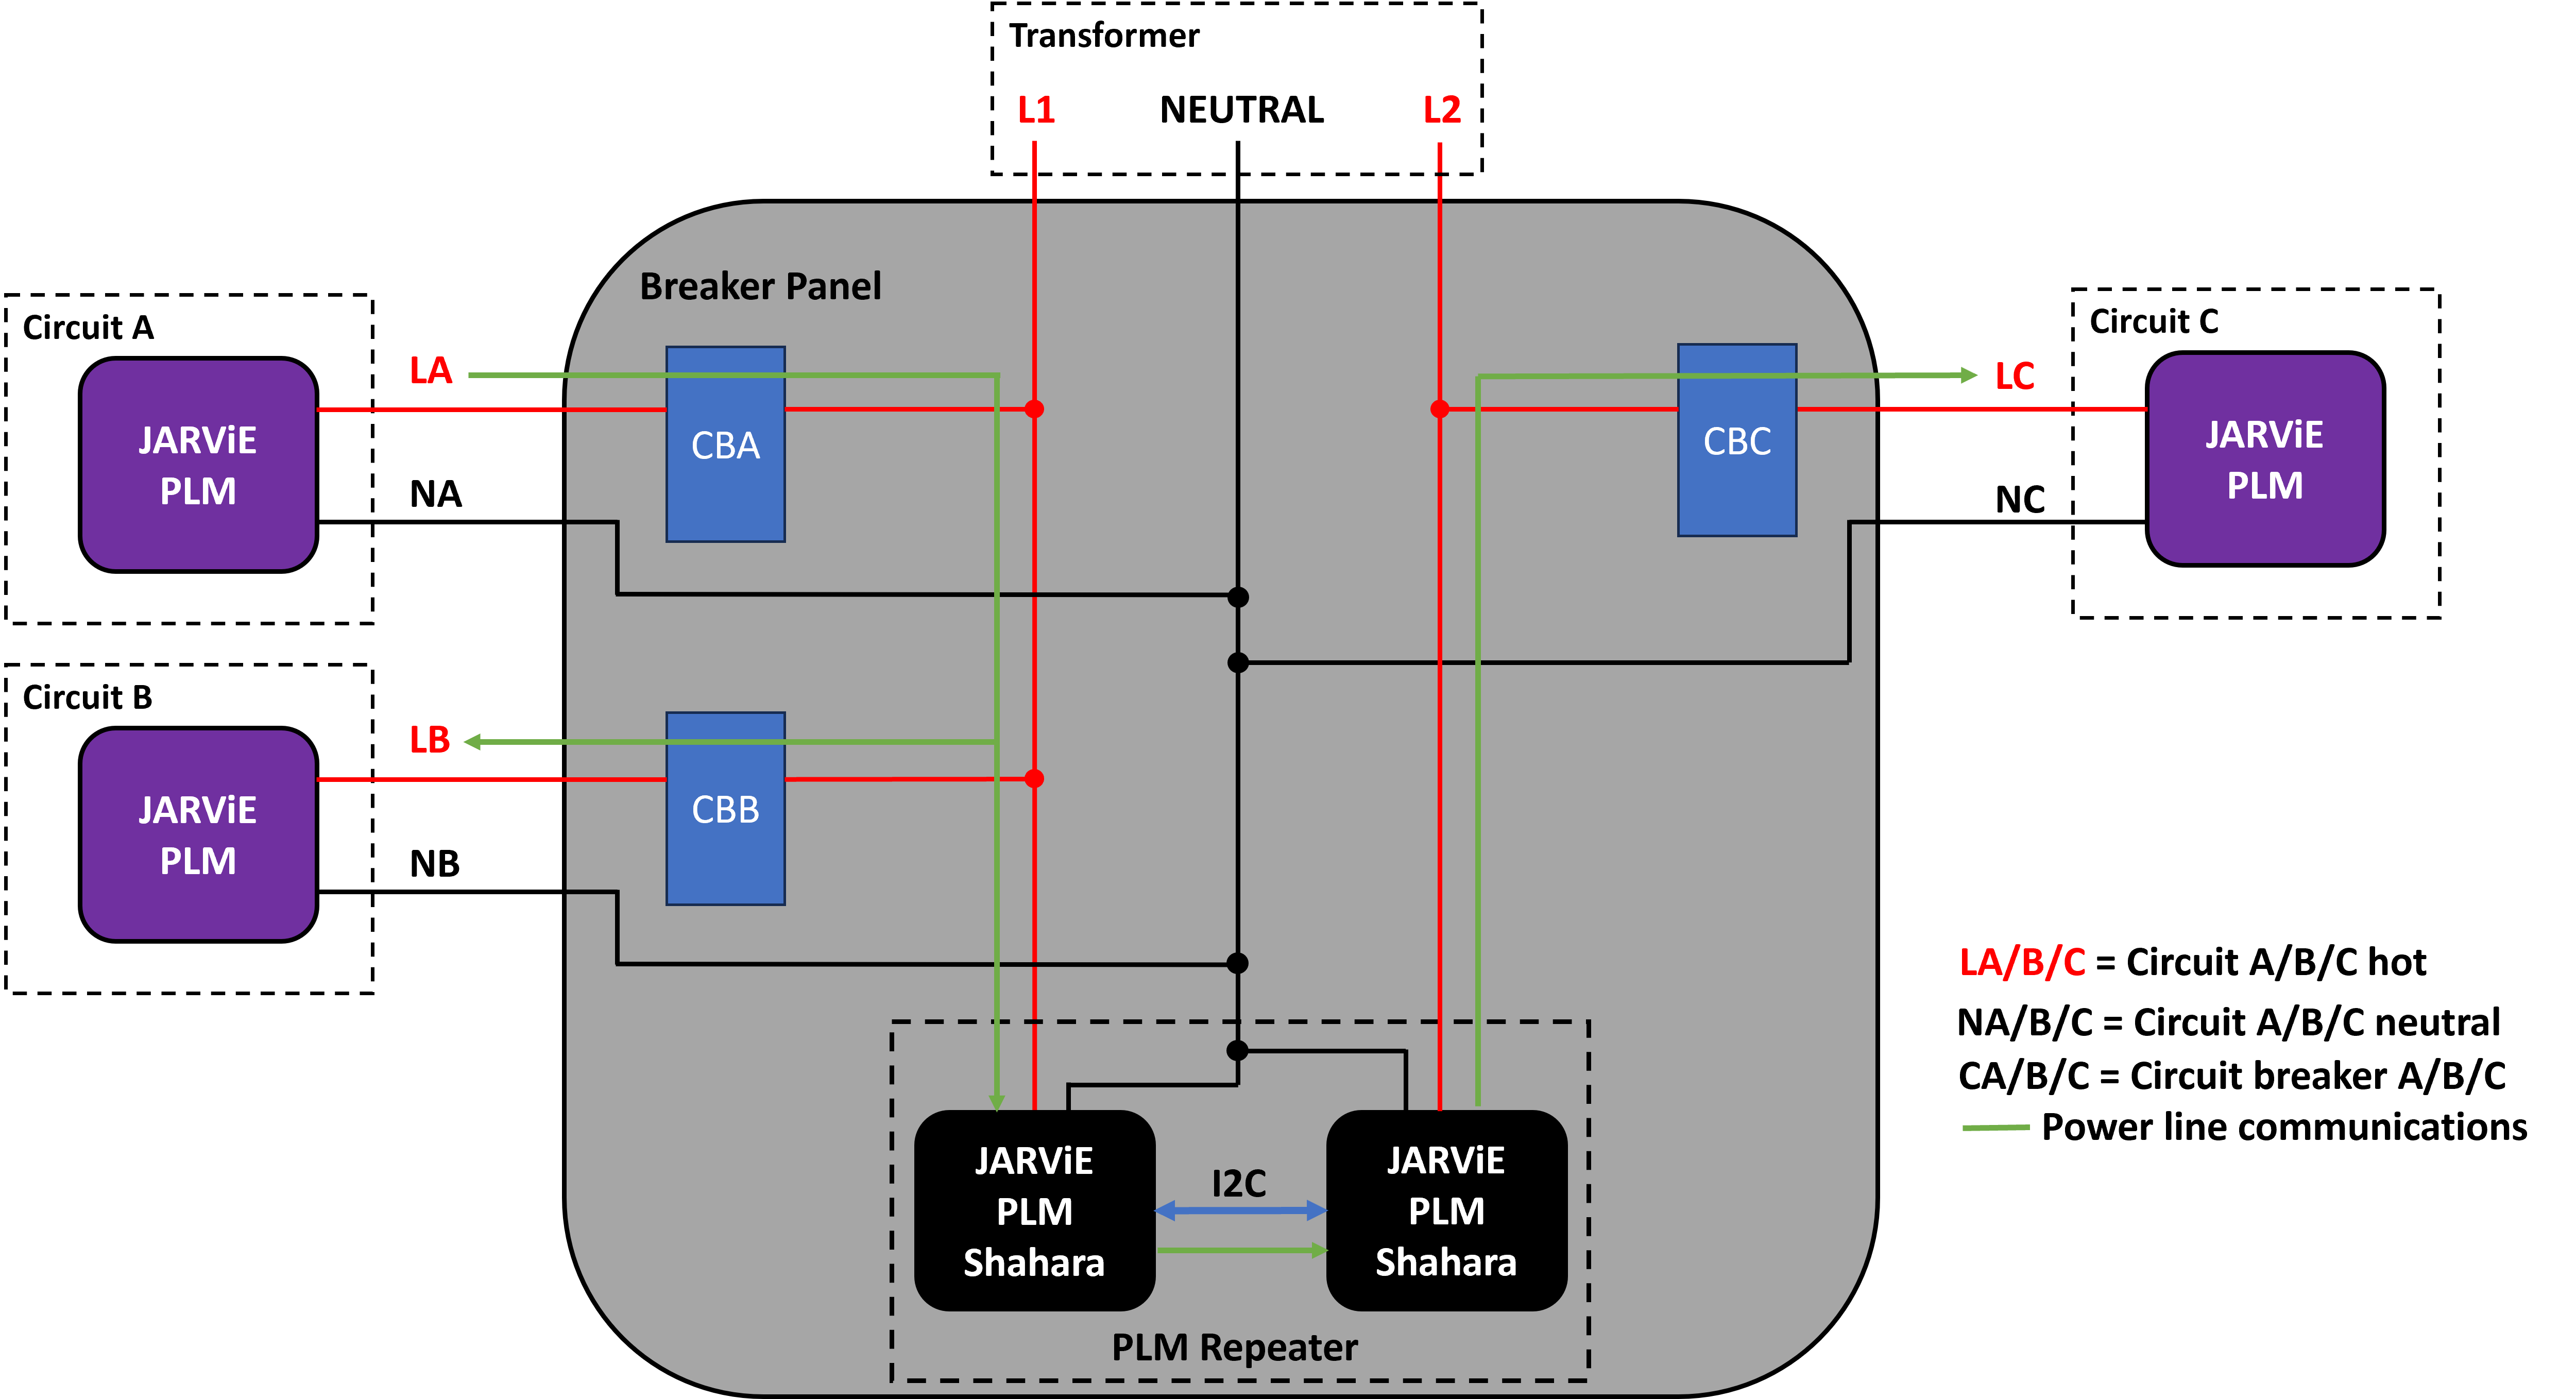 Transformer
L1 NEUTRAL L2
Breaker Panel
Circuit A
JARViE
PLM
LA
NA
CBA
Circuit C
JARViE
PLM
LC
NC
CBC
Circuit B
JARViE
PLM
LB
NB
CBB
LA/B/C = Circuit A/B/C hot
NA/B/C = Circuit A/B/C neutral
CA/B/C = Circuit breaker A/B/C
Power line communications
JARViE
PLM
Shahara
I2C
JARViE
PLM
Shahara
PLM Repeater